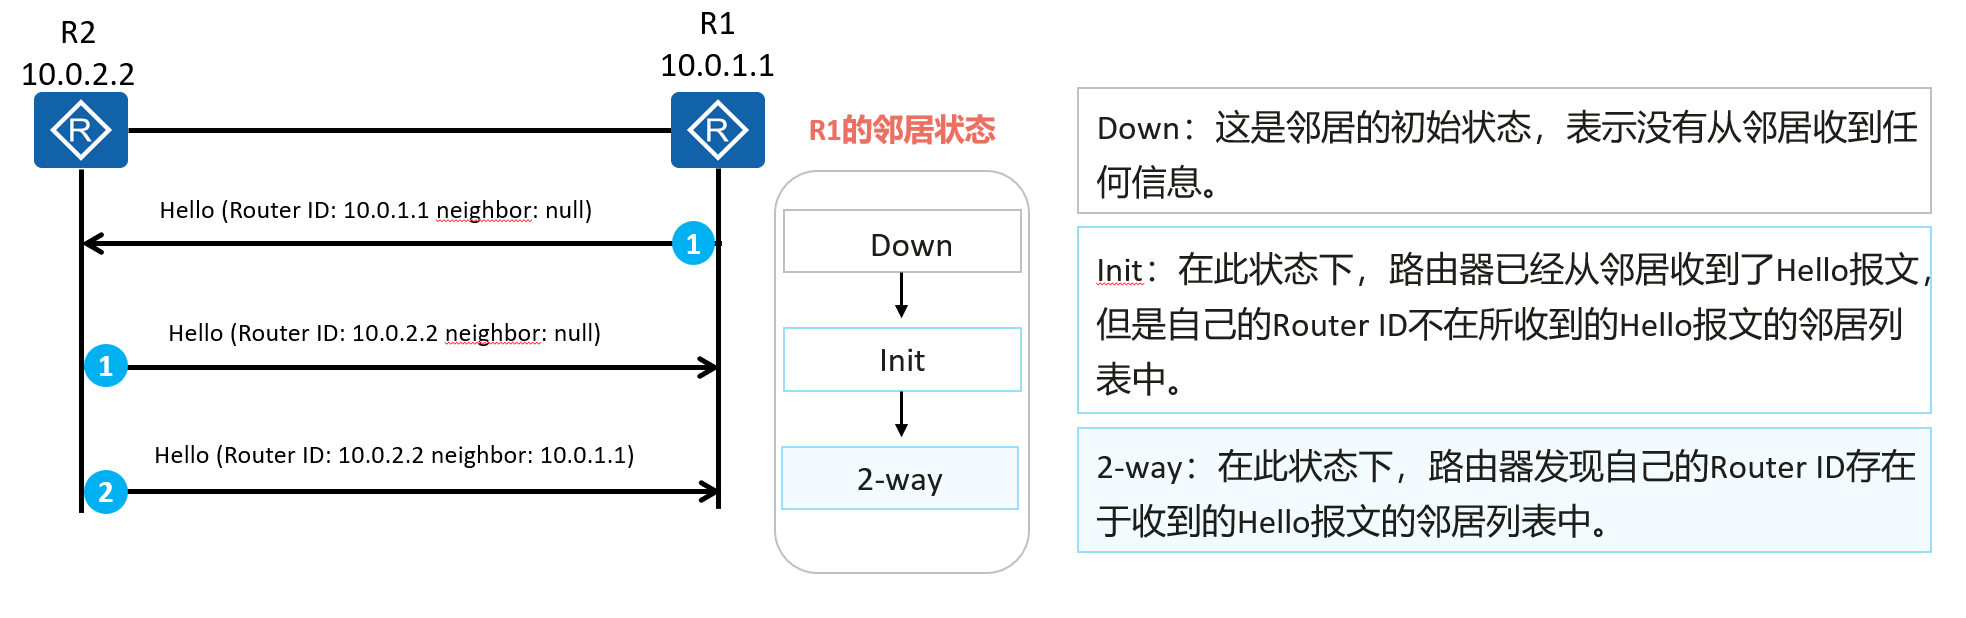 R2
10.0.2.2
R1
10.0.1.1
R
R
Hello (Router ID: 10.0.1.1 neighbor: null)
1
Hello (Router ID: 10.0.2.2 neighbor: null)
1
Hello (Router ID: 10.0.2.2 neighbor: 10.0.1.1)
2
R1的邻居状态
Down
Init
2-way
Down：这是邻居的初始状态，表示没有从邻居收到任
何信息。
Init：在此状态下，路由器已经从邻居收到了Hello报文，
但是自己的Router ID不在所收到的Hello报文的邻居列
表中。
2-way：在此状态下，路由器发现自己的Router ID存在
于收到的Hello报文的邻居列表中。